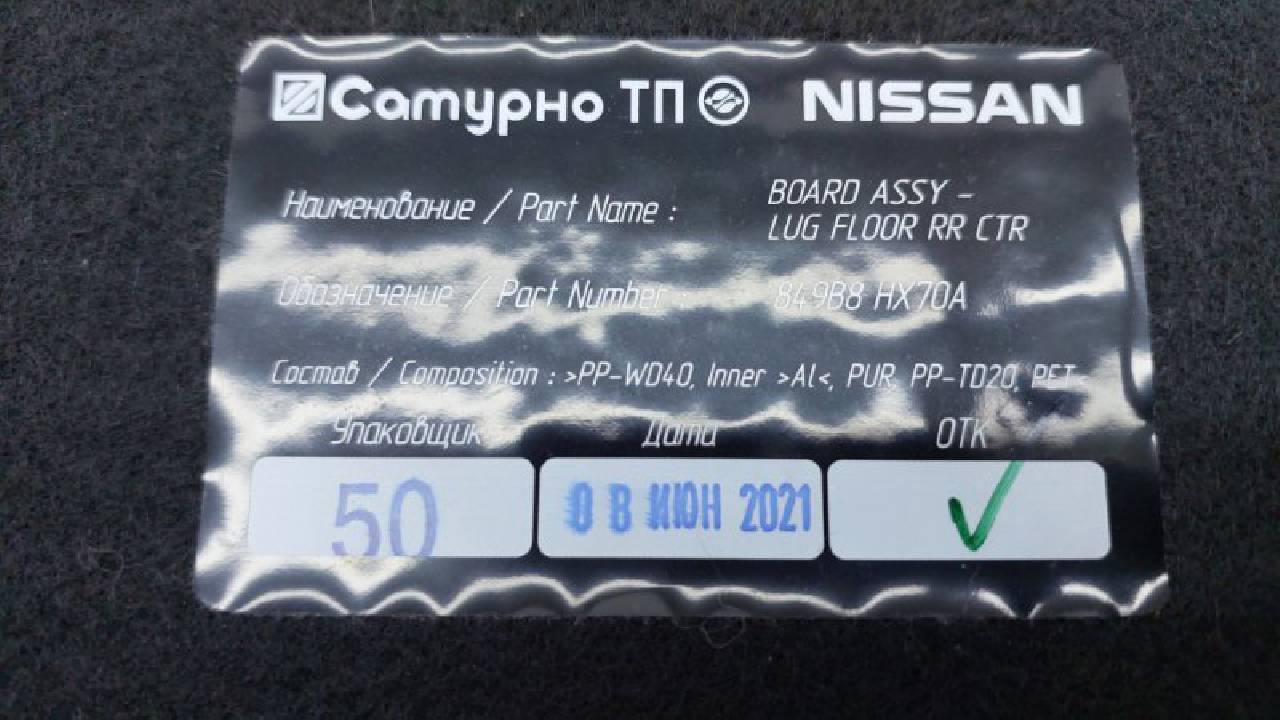 Сатурно ТП NISSAN
Наименование / Part Name : BOARD ASSY -
LUG FLOOR RR CTR
Обозначение / Part Number : 849B8 HX70A
Состав / Composition : >PP-WD40, Inner >Al<, PUR, PP-TD20, PET-
Упаковщик Дата ОТК
50 08 ИЮН 2021